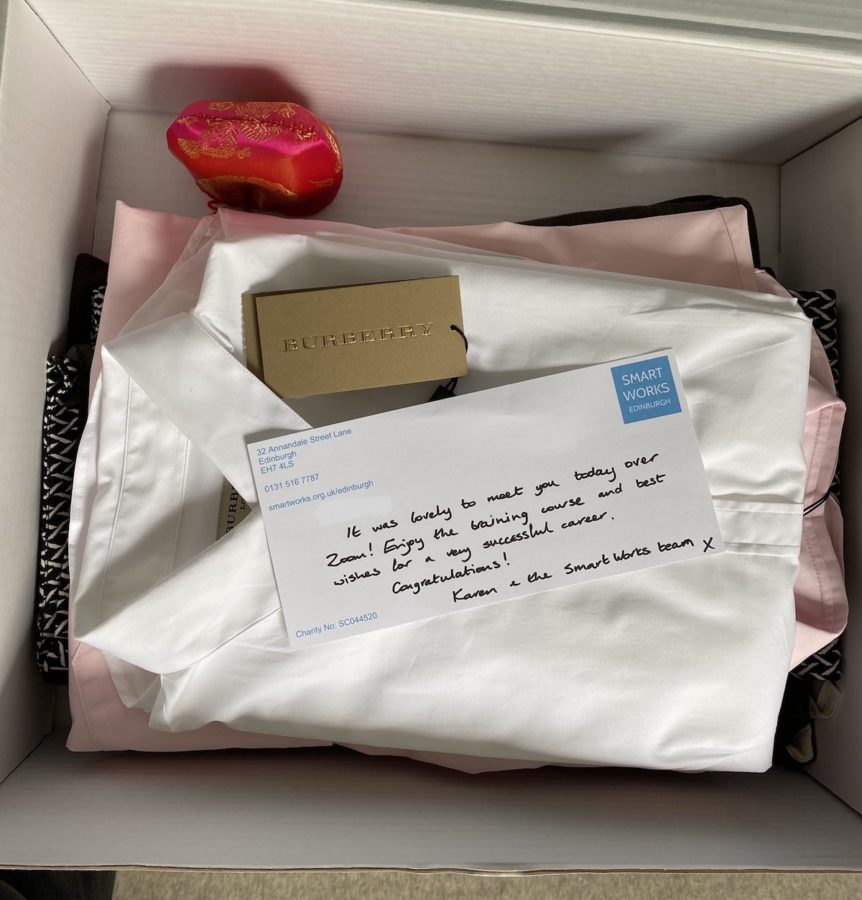 BURBERRY
SMART
WORKS
EDINBURGH
32 Annandale Street Lane
Edinburgh
EH7 4LS
0131 516 7787
smartworks.org.uk/edinburgh
It was lovely to meet you today over
Zoom! Enjoy the training course and best
wishes for a very successful career.
Congratulations!
Karen & the Smart Works team X
Charity No: SC044520
BURBERRY